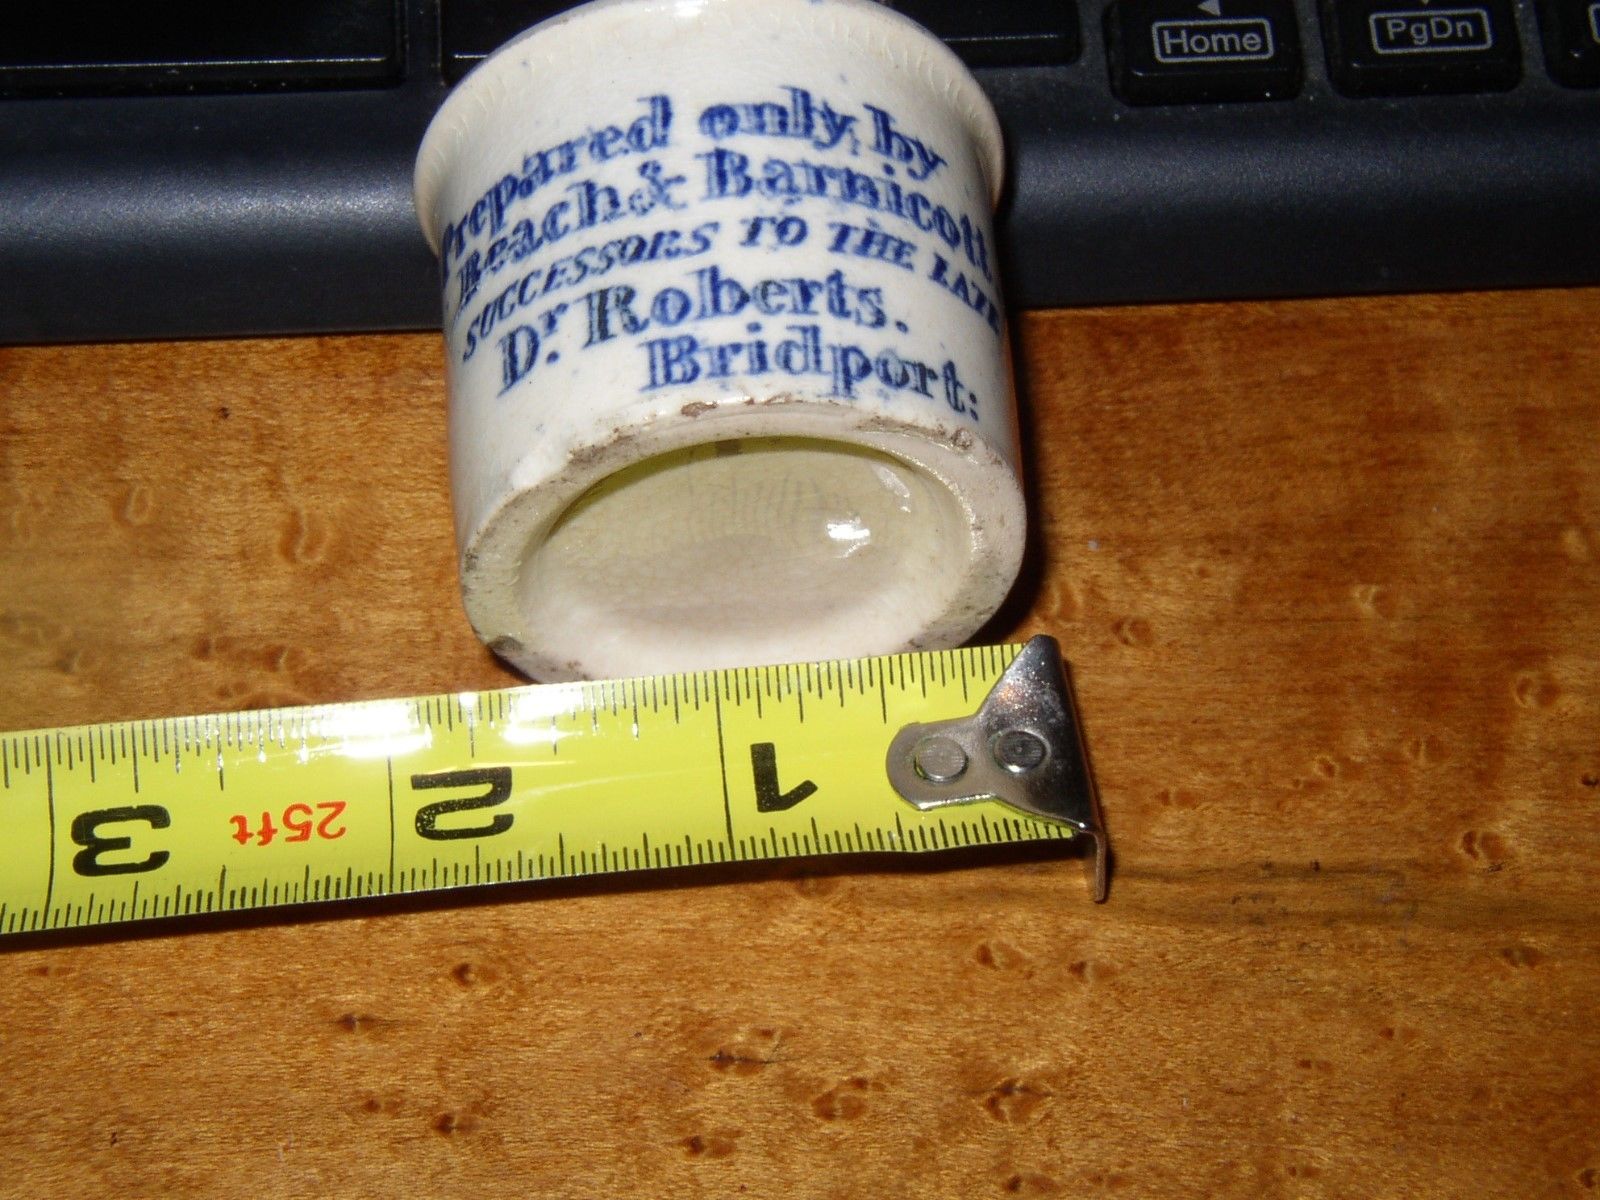 Home
PgDn
Prepared only by
Beach & Barnicott
SUCCESSORS TO THE LATE
Dr. Roberts.
Bridport:
3
25ft
2
1